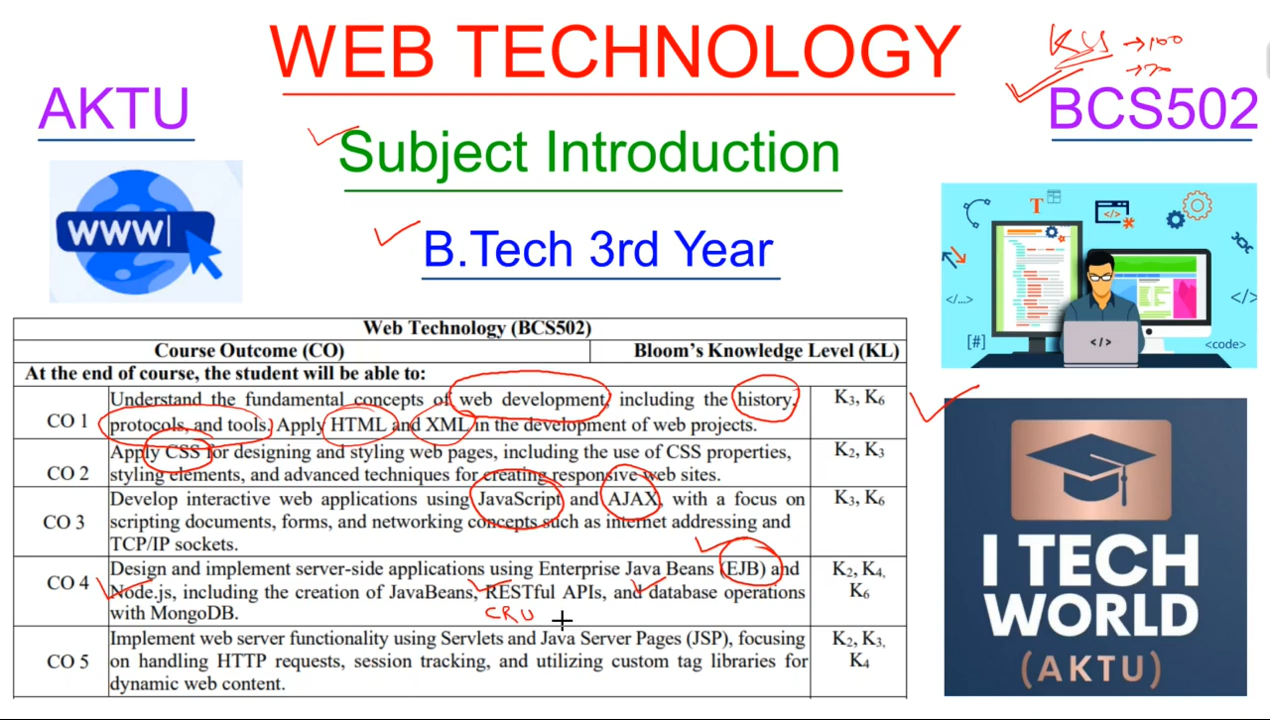 WEB TECHNOLOGY
KCS →100
→70
AKTU
BCS502
Subject Introduction
WWW
B.Tech 3rd Year
T
</>
</...>
</>
[#]
</>
<code>
Web Technology (BCS502)
Course Outcome (CO)
Bloom's Knowledge Level (KL)
At the end of course, the student will be able to:
CO 1
Understand the fundamental concepts of web development, including the history,
protocols, and tools. Apply HTML and XML in the development of web projects.
K3, K6
CO 2
Apply CSS for designing and styling web pages, including the use of CSS properties,
styling elements, and advanced techniques for creating responsive web sites.
K2, K3
CO 3
Develop interactive web applications using JavaScript and AJAX, with a focus on
scripting documents, forms, and networking concepts such as internet addressing and
TCP/IP sockets.
K3, K6
CO 4
Design and implement server-side applications using Enterprise Java Beans (EJB) and
Node.js, including the creation of JavaBeans, RESTful APIs, and database operations
with MongoDB.
CRU
K2, K4,
K6
CO 5
Implement web server functionality using Servlets and Java Server Pages (JSP), focusing
on handling HTTP requests, session tracking, and utilizing custom tag libraries for
dynamic web content.
K2, K3,
K4
I TECH
WORLD
(AKTU)